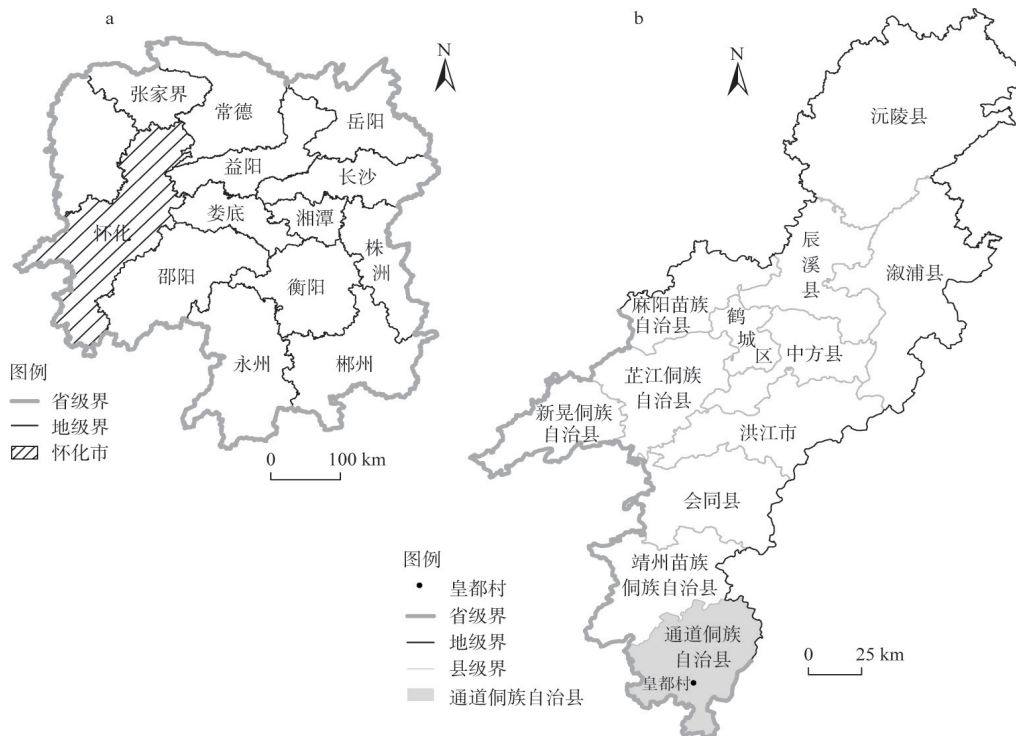 a
N
张家界
常德
岳阳
益阳
长沙
怀化
娄底
湘潭
株
洲
邵阳
衡阳
永州
郴州
图例
省级界
地级界
怀化市
0 100 km
b
N
沅陵县
辰
溪
县
溆浦县
麻阳苗族
自治县
鹤
城
区
中方县
芷江侗族
自治县
新晃侗族
自治县
洪江市
会同县
靖州苗族
侗族自治县
通道侗族
自治县
皇都村
图例
皇都村
省级界
地级界
县级界
通道侗族自治县
0 25 km